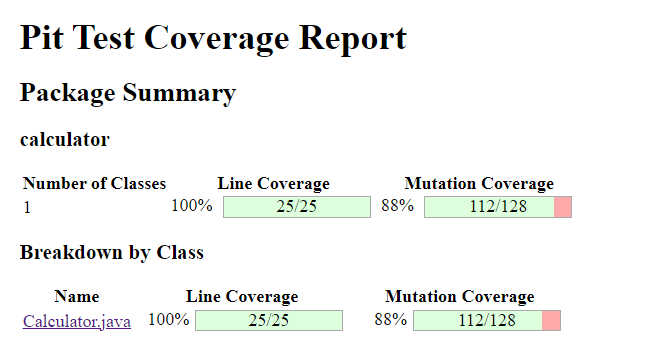 Pit Test Coverage Report
Package Summary
calculator
Number of Classes Line Coverage Mutation Coverage
1 100% 25/25 88% 112/128
Breakdown by Class
Name Line Coverage Mutation Coverage
Calculator.java 100% 25/25 88% 112/128